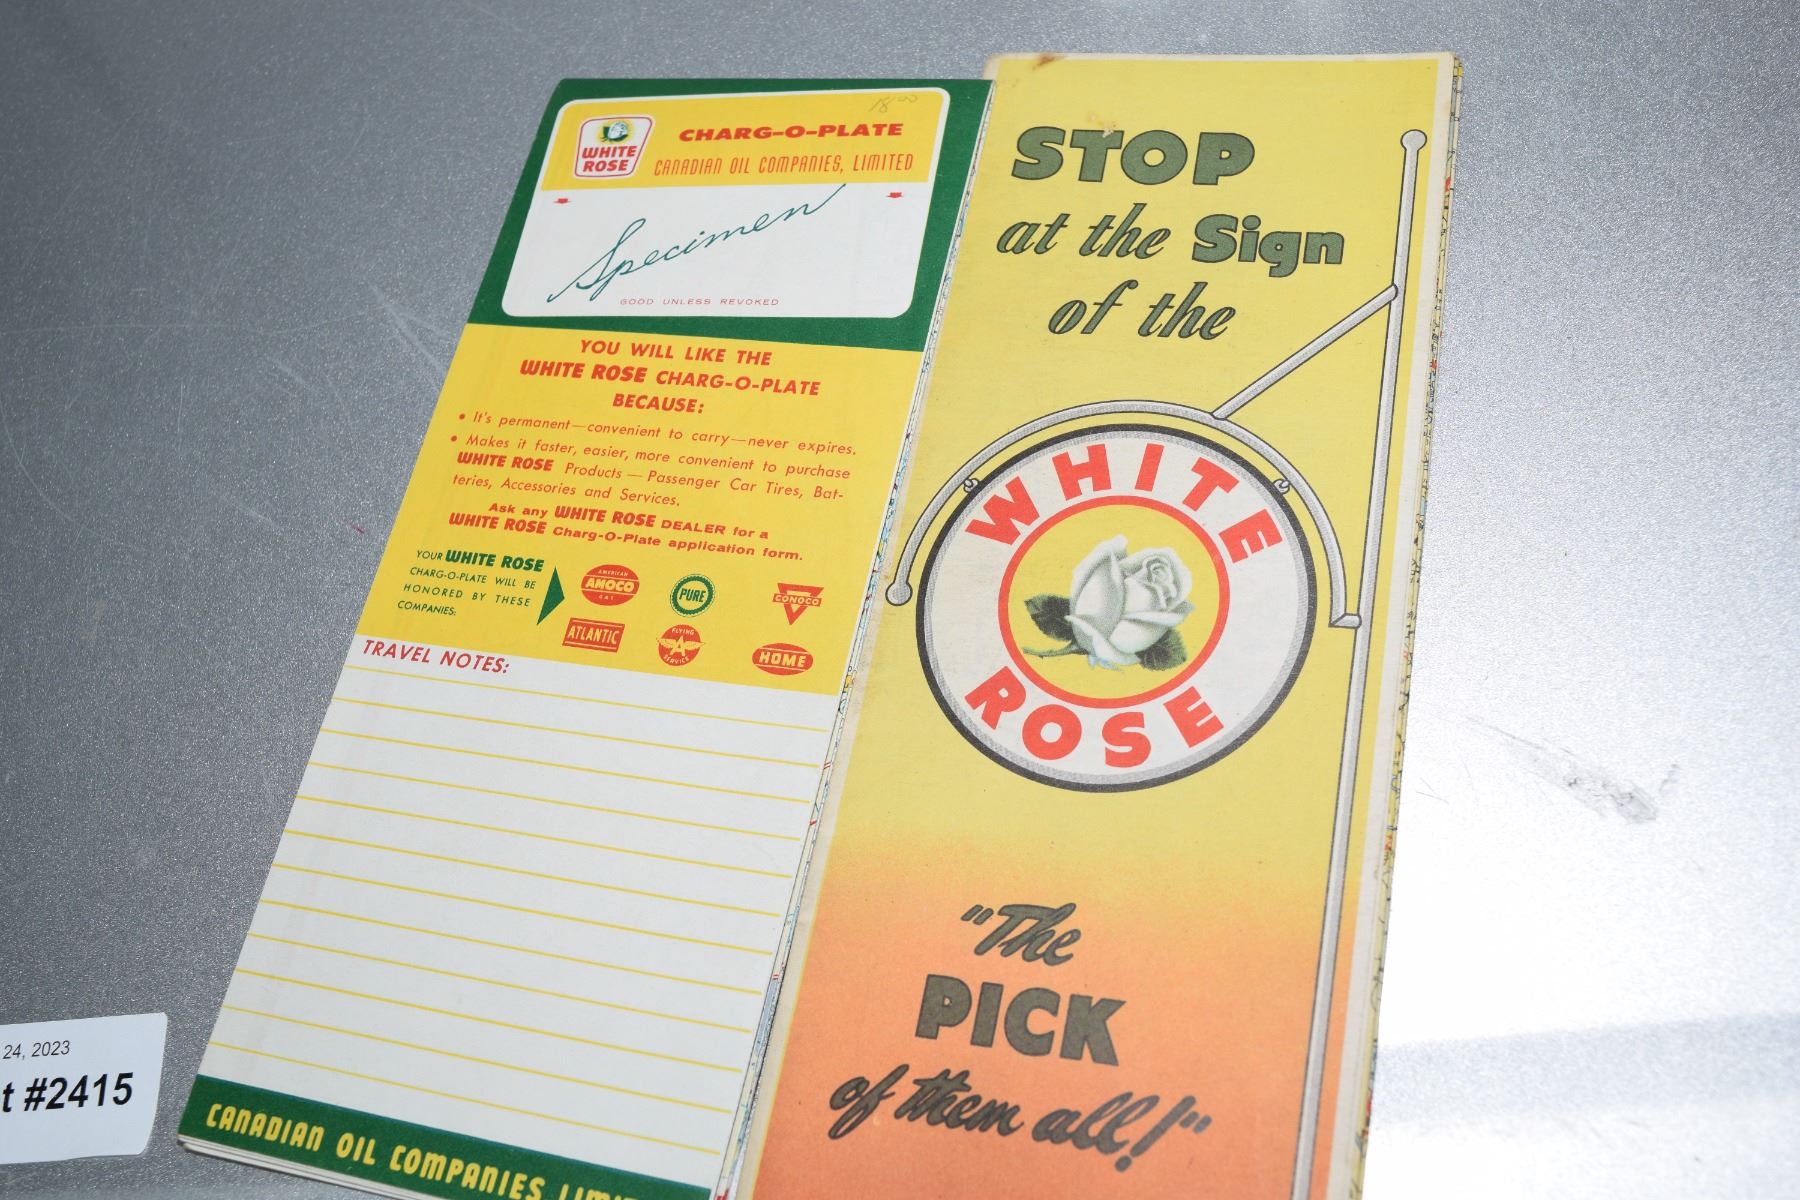 18.00
WHITE
ROSE
CHARG-O-PLATE
CANADIAN OIL COMPANIES, LIMITED
Specimen
GOOD UNLESS REVOKED
YOU WILL LIKE THE
WHITE ROSE CHARG-O-PLATE
BECAUSE:
• It's permanent—convenient to carry—never expires.
• Makes it faster, easier, more convenient to purchase
WHITE ROSE Products — Passenger Car Tires, Bat-
teries, Accessories and Services.
Ask any WHITE ROSE DEALER for a
WHITE ROSE Charg-O-Plate application form.
YOUR WHITE ROSE
CHARG-O-PLATE WILL BE
HONORED BY THESE
COMPANIES:
AMERICAN
AMOCO
GAS
PURE
CONOCO
ATLANTIC
FLYING
A
SERVICE
HOME
TRAVEL NOTES:
CANADIAN OIL COMPANIES
STOP
at the Sign
of the
WHITE
ROSE
"The
PICK
of them all!"
24, 2023
t #2415